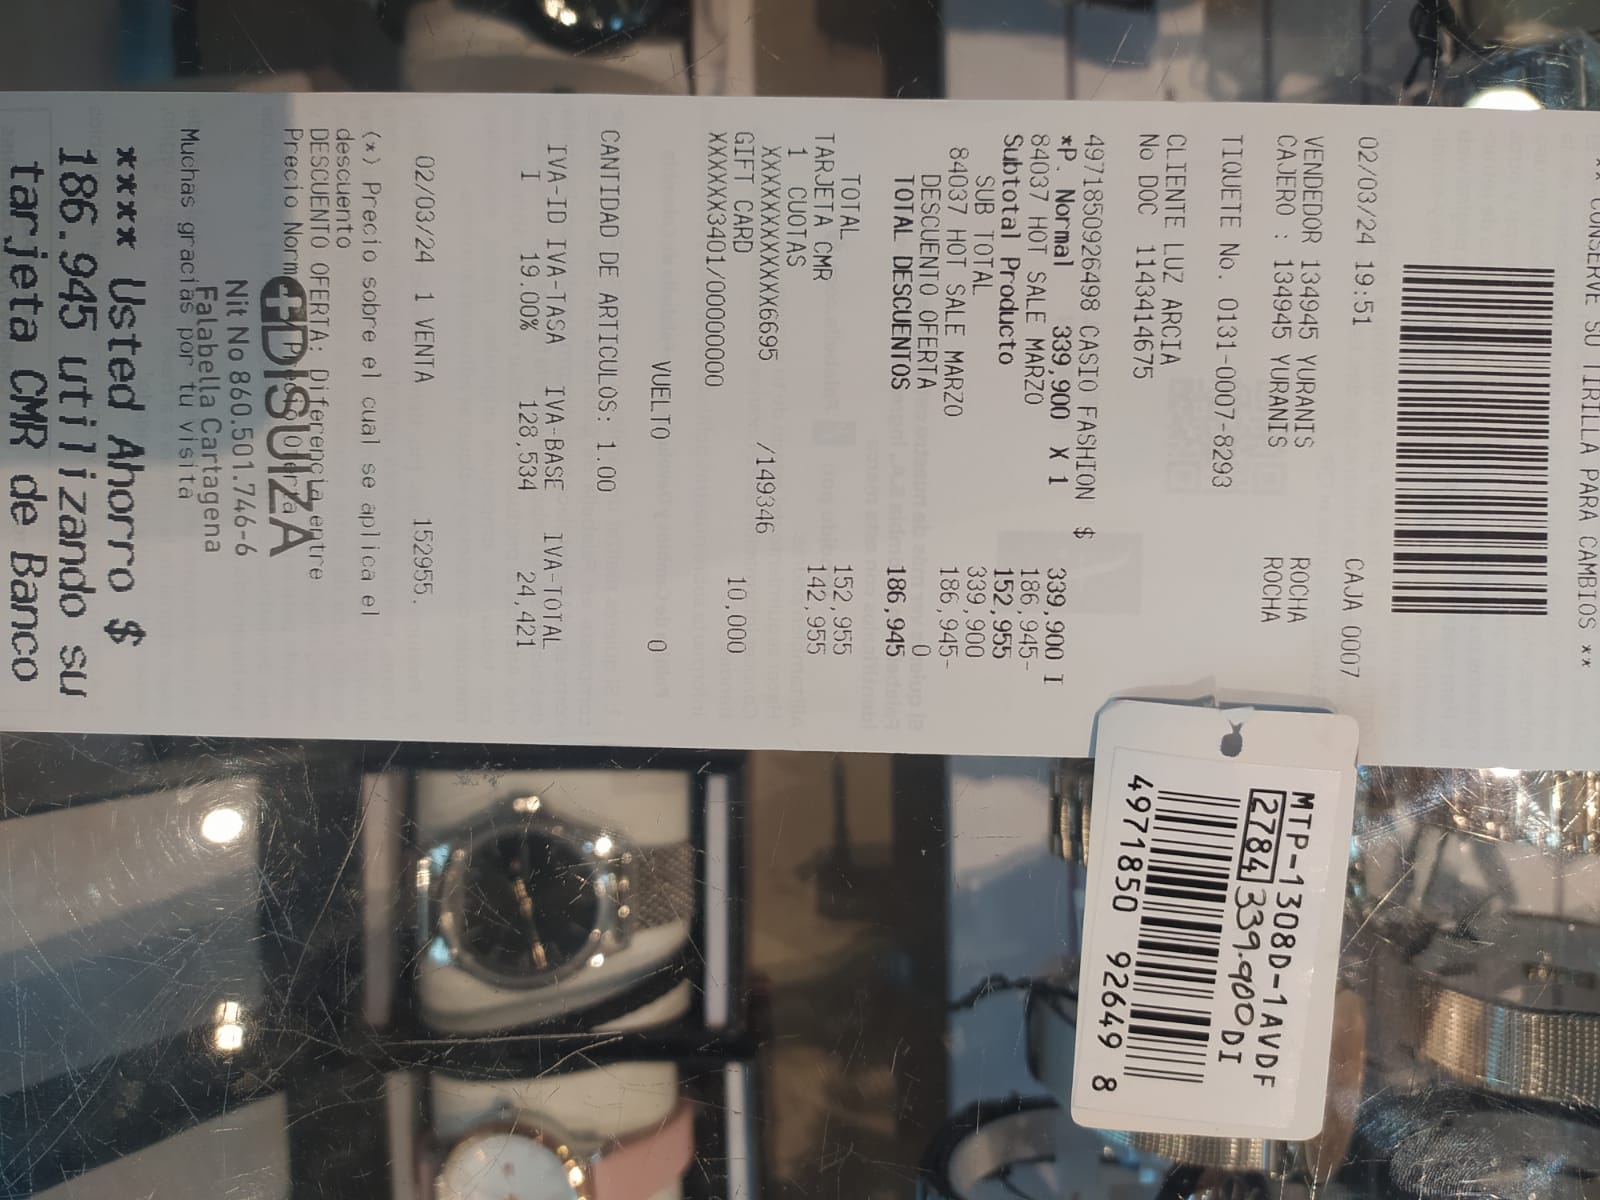 ** CONSERVE SU TIRILLA PARA CAMBIOS **
02/03/24 19:51 CAJA 0007
VENDEDOR 134945 YURANIS ROCHA
CAJERO : 134945 YURANIS ROCHA
TIQUETE No. 0131-0007-8293
CLIENTE LUZ ARCIA
No DOC 1143414675
4971850926498 CASIO FASHION $
*P. Normal 339,900 X 1 339,900 I
84037 HOT SALE MARZO 186,945-
Subtotal Producto 152,955
SUB TOTAL 339,900
84037 HOT SALE MARZO 186,945-
DESCUENTO OFERTA 0
TOTAL DESCUENTOS 186,945
TOTAL 152,955
TARJETA CMR 142,955
1 CUOTAS
XXXXXXXXXXXX6695 /149346
GIFT CARD 10,000
XXXXXX3401/00000000
VUELTO 0
CANTIDAD DE ARTICULOS: 1.00
IVA-ID IVA-TASA IVA-BASE IVA-TOTAL
I 19.00% 128,534 24,421
02/03/24 1 VENTA 152955.
(*) Precio sobre el cual se aplica el
descuento
DESCUENTO OFERTA: Diferencia entre
Precio Normal
DISUIZA
Nit No 860.501.746-6
Falabella Cartagena
Muchas gracias por tu visita
**** Usted Ahorro $
186.945 utilizando su
tarjeta CMR de Banco
MTP-1308D-1AVDF
2784 339.900 DI
4971850 92649 8